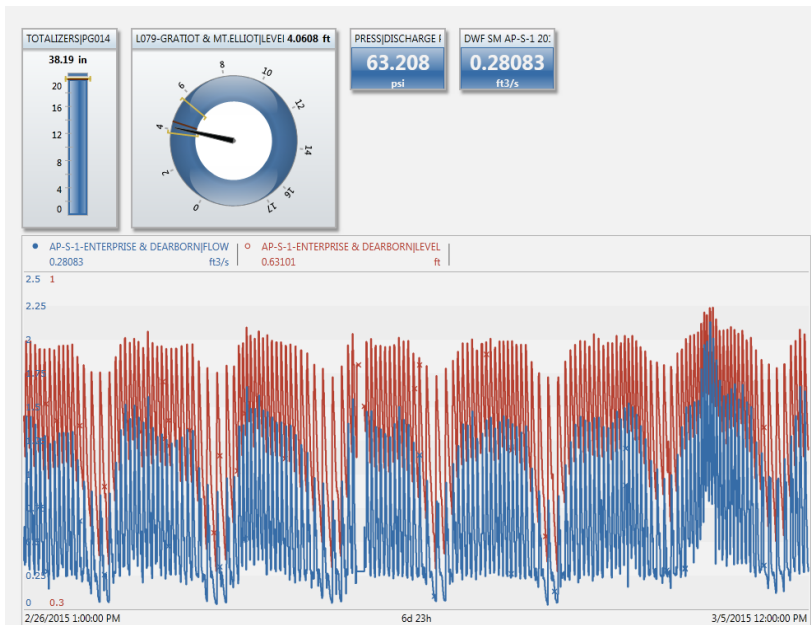 TOTALIZERS|PG014
38.19 in
20
16
12
8
4
0
L079-GRATIOT & MT.ELLIOT|LEVEl 4.0608 ft
0
2
4
6
8
10
12
14
16
17
PRESS|DISCHARGE
63.208
psi
DWF SM AP-S-1 20
0.28083
ft3/s
AP-S-1-ENTERPRISE & DEARBORN|FLOW
0.28083 ft3/s
AP-S-1-ENTERPRISE & DEARBORN|LEVEL
0.63101 ft
2.5 1
2.25
2
0.25
0 0.3
2/26/2015 1:00:00 PM 6d 23h 3/5/2015 12:00:00 PM